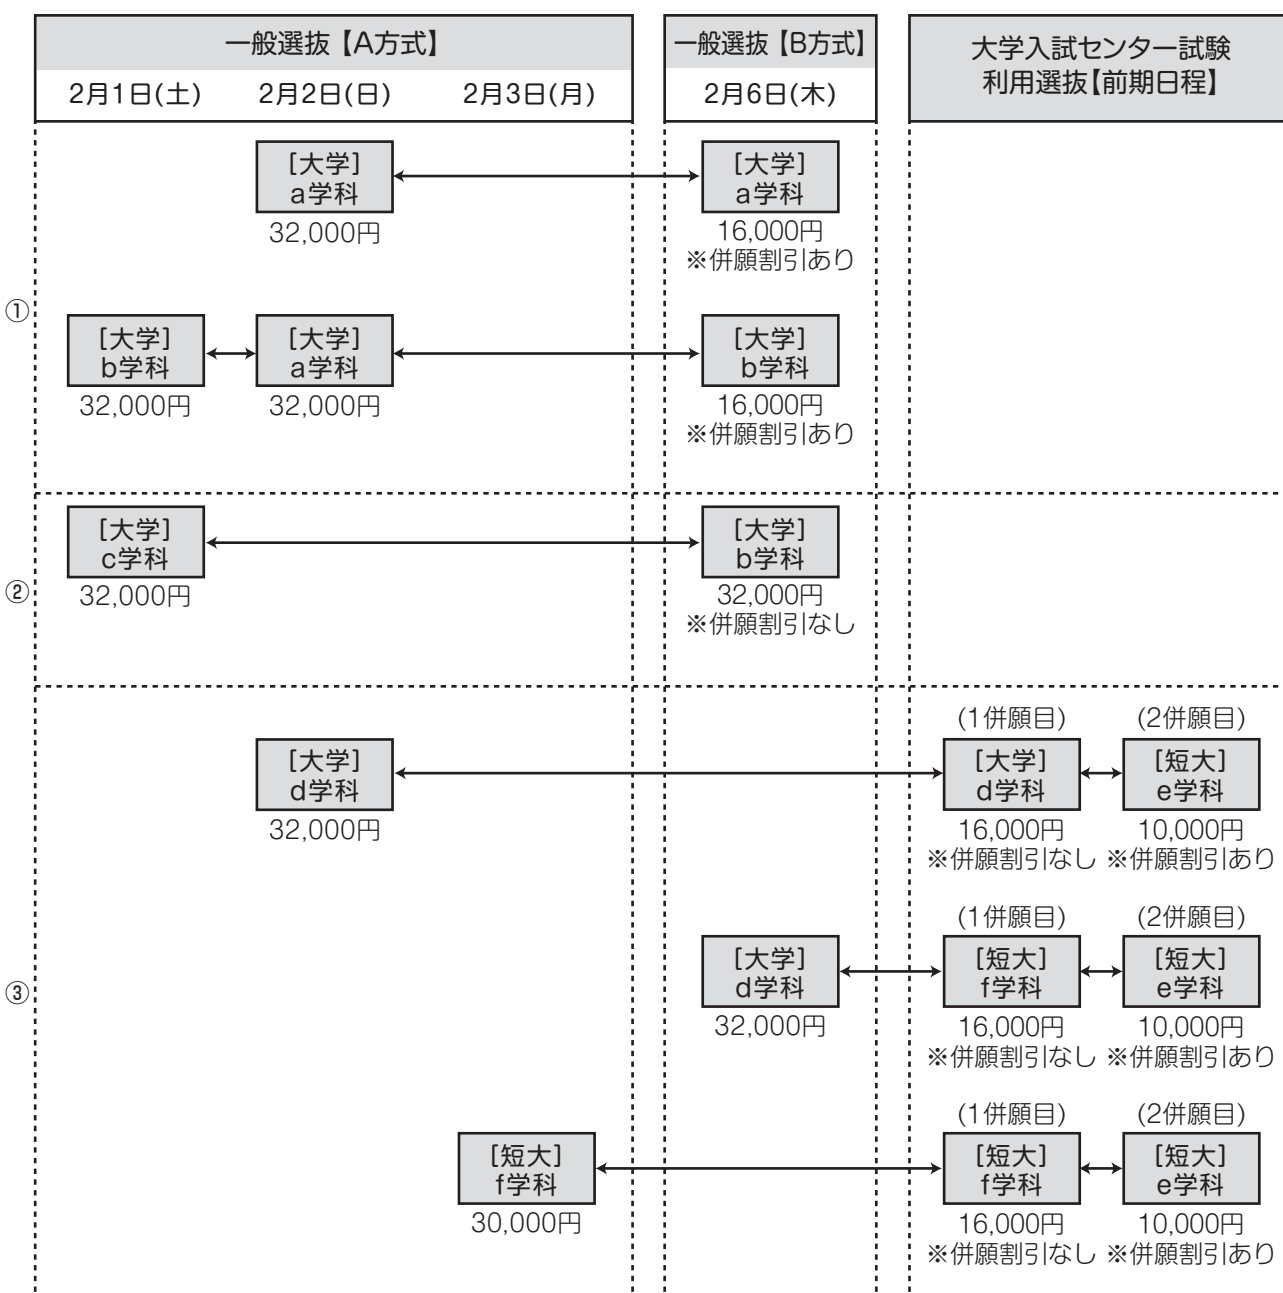 一般選抜【A方式】
2月1日(土) 2月2日(日) 2月3日(月)
一般選抜【B方式】
2月6日(木)
大学入試センター試験
利用選抜【前期日程】
①
[大学]
a学科
32,000円
[大学]
a学科
16,000円
※併願割引あり
[大学]
b学科
32,000円
[大学]
a学科
32,000円
[大学]
b学科
16,000円
※併願割引あり
②
[大学]
c学科
32,000円
[大学]
b学科
32,000円
※併願割引なし
③
[大学]
d学科
32,000円
(1併願目)
[大学]
d学科
16,000円
※併願割引なし
(2併願目)
[短大]
e学科
10,000円
※併願割引あり
[大学]
d学科
32,000円
(1併願目)
[短大]
f学科
16,000円
※併願割引なし
(2併願目)
[短大]
e学科
10,000円
※併願割引あり
[短大]
f学科
30,000円
(1併願目)
[短大]
f学科
16,000円
※併願割引なし
(2併願目)
[短大]
e学科
10,000円
※併願割引あり